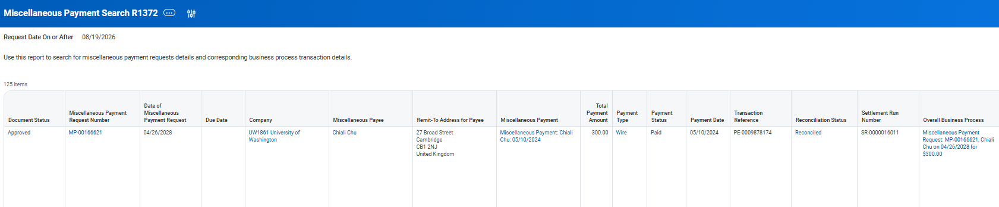 Miscellaneous Payment Search R1372
Request Date On or After 08/19/2026
Use this report to search for miscellaneous payment requests details and corresponding business process transaction details.
125 items
Document Status
Miscellaneous Payment
Request Number
Date of
Miscellaneous
Payment Request
Due Date
Company
Miscellaneous Payee
Remit-To Address for Payee
Miscellaneous Payment
Total
Payment
Amount
Payment
Type
Payment
Status
Payment Date
Transaction
Reference
Reconciliation Status
Settlement Run
Number
Overall Business Process
Approved
MP-00166621
04/26/2028
UW1861 University of
Washington
Chiali Chu
27 Broad Street
Cambridge
CB1 2NJ
United Kingdom
Miscellaneous Payment: Chiali
Chu: 05/10/2024
300.00
Wire
Paid
05/10/2024
PE-0009878174
Reconciled
SR-0000016011
Miscellaneous Payment
Request: MP-00166621, Chiali
Chu on 04/26/2028 for
$300.00